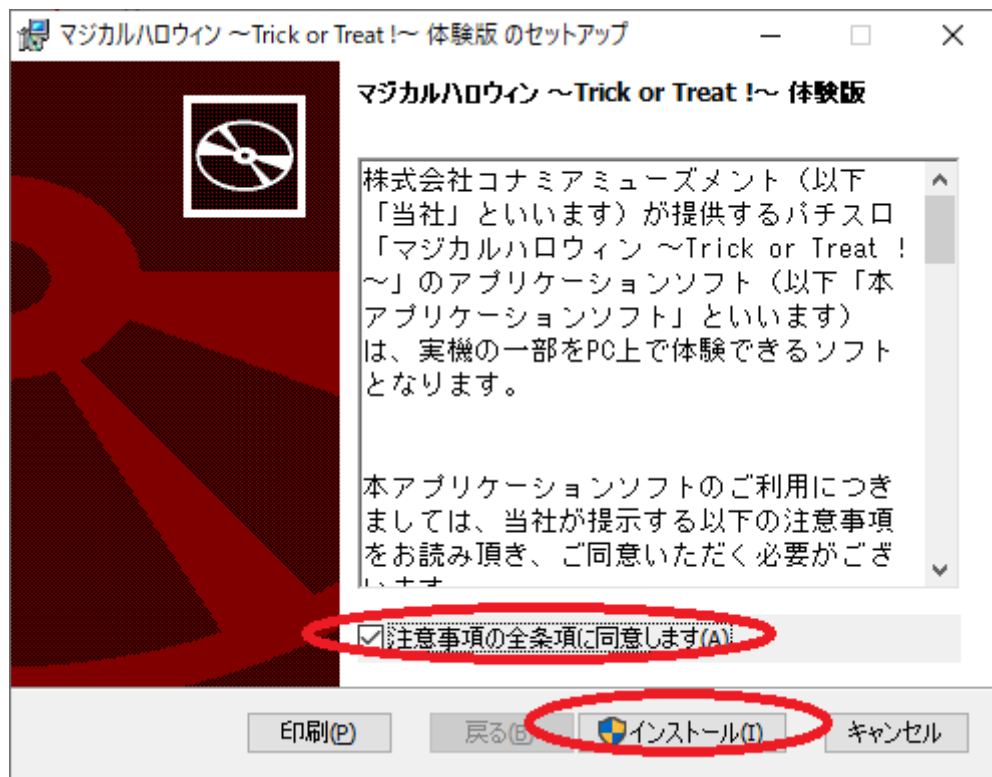 マジカルハロウィン ～Trick or Treat !～ 体験版 のセットアップ
マジカルハロウィン ～Trick or Treat !～ 体験版
株式会社コナミアミューズメント（以下
「当社」といいます）が提供するパチスロ
「マジカルハロウィン ～Trick or Treat !
～」のアプリケーションソフト（以下「本
アプリケーションソフト」といいます）
は、実機の一部をPC上で体験できるソフト
となります。
本アプリケーションソフトのご利用につき
ましては、当社が提示する以下の注意事項
をお読み頂き、ご同意いただく必要がござ
います
注意事項の全条項に同意します(A)
印刷(P)
戻る(B)
インストール(I)
キャンセル